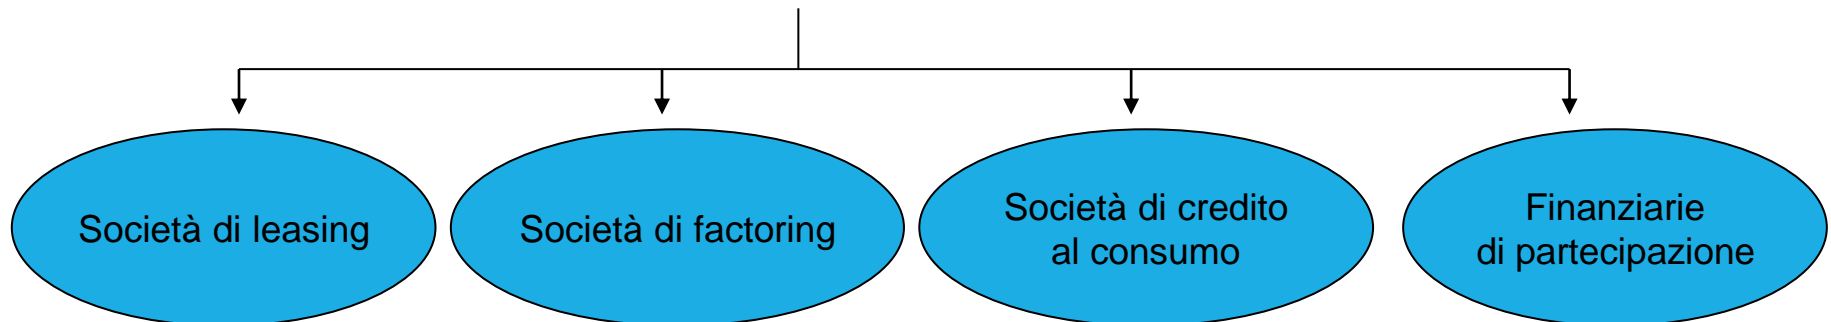 Società di leasing
Società di factoring
Società di credito
al consumo
Finanziarie
di partecipazione